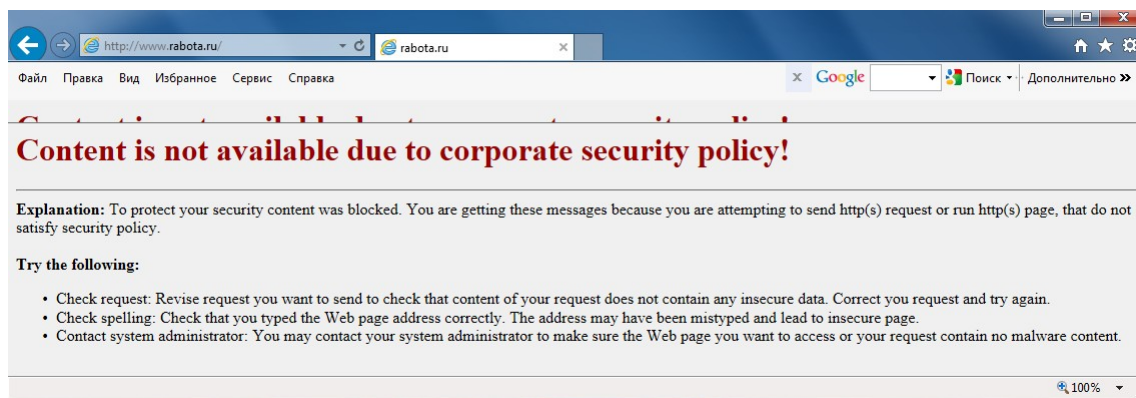 http://www.rabota.ru/
rabota.ru
Файл Правка Вид Избранное Сервис Справка
x Google Поиск Дополнительно »
Content is not available due to corporate security policy!
Explanation: To protect your security content was blocked. You are getting these messages because you are attempting to send http(s) request or run http(s) page, that do not
satisfy security policy.
Try the following:
• Check request: Revise request you want to send to check that content of your request does not contain any insecure data. Correct you request and try again.
• Check spelling: Check that you typed the Web page address correctly. The address may have been mistyped and lead to insecure page.
• Contact system administrator: You may contact your system administrator to make sure the Web page you want to access or your request contain no malware content.
100%